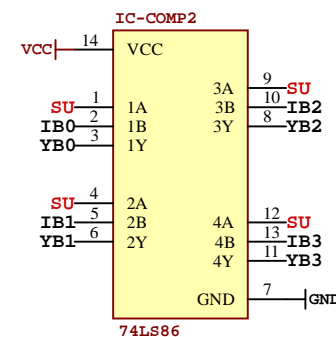 IC-COMP2
VCC 14 VCC
9 SU
3A
SU 1 1A 3B 10 IB2
IB0 2 1B 3Y 8 YB2
YB0 3 1Y
SU 4 2A 4A 12 SU
IB1 5 2B 4B 13 IB3
YB1 6 2Y 4Y 11 YB3
GND 7 GND
74LS86